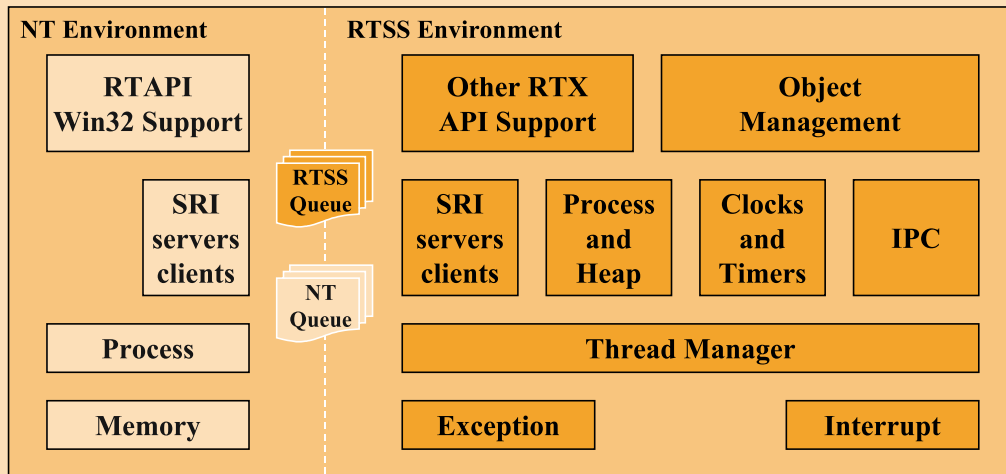 NT Environment
RTSS Environment
RTAPI
Win32 Support
Other RTX
API Support
Object
Management
RTSS
Queue
SRI
servers
clients
SRI
servers
clients
Process
and
Heap
Clocks
and
Timers
IPC
NT
Queue
Process
Thread Manager
Memory
Exception
Interrupt